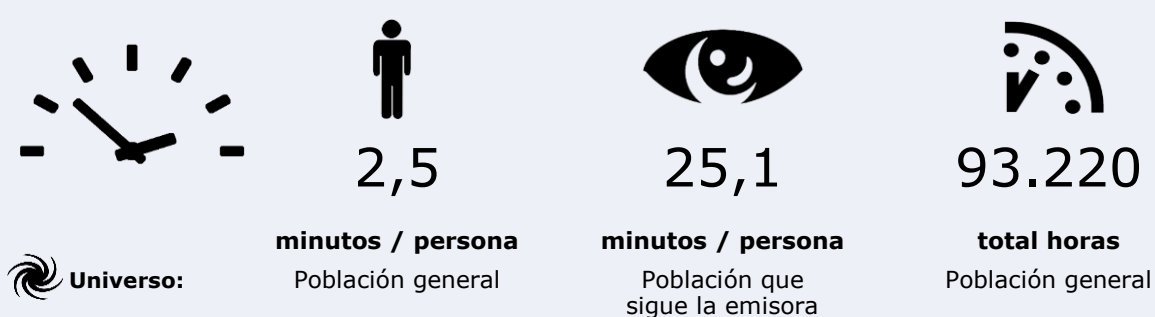 2,5
25,1
93.220
minutos / persona
minutos / persona
total horas
Universo:
Población general
Población que
sigue la emisora
Población general